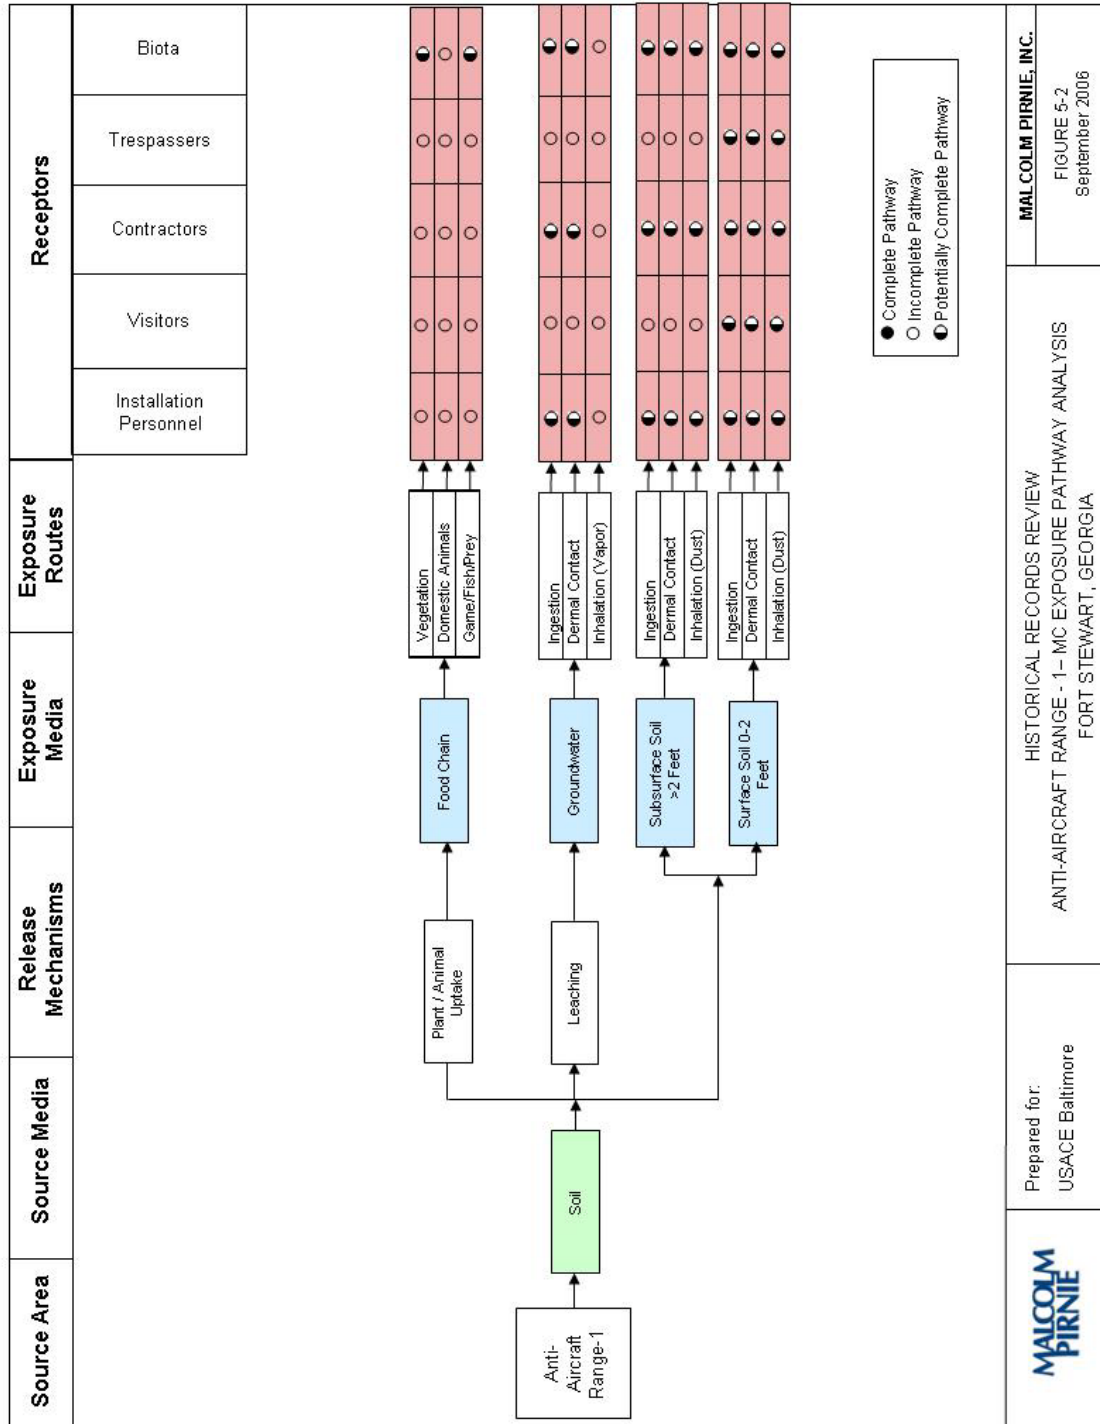 Source Area
Source Media
Release
Mechanisms
Exposure
Media
Exposure
Routes
Receptors
Installation
Personnel
Visitors
Contractors
Trespassers
Biota
Anti-
Aircraft
Range-1
Soil
Plant / Animal
Uptake
Food Chain
Vegetation
Domestic Animals
Game/Fish/Prey
Leaching
Groundwater
Ingestion
Dermal Contact
Inhalation (Vapor)
Subsurface Soil
>2 Feet
Ingestion
Dermal Contact
Inhalation (Dust)
Surface Soil 0-2
Feet
Ingestion
Dermal Contact
Inhalation (Dust)
Complete Pathway
Incomplete Pathway
Potentially Complete Pathway
MALCOLM
PIRNIE
Prepared for:
USACE Baltimore
HISTORICAL RECORDS REVIEW
ANTI-AIRCRAFT RANGE - 1– MC EXPOSURE PATHWAY ANALYSIS
FORT STEWART, GEORGIA
MALCOLM PIRNIE, INC.
FIGURE 5-2
September 2006